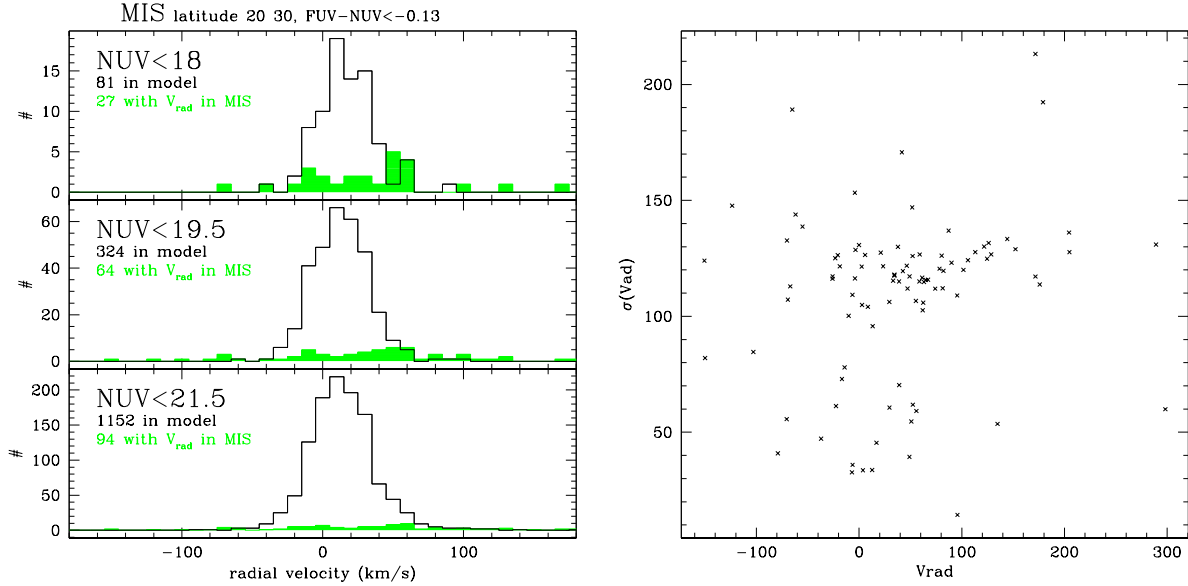 MIS latitude 20 30, FUV-NUV<-0.13
NUV<18
81 in model
27 with Vrad in MIS
#
0
5
10
15
NUV<19.5
324 in model
64 with Vrad in MIS
#
0
20
40
60
NUV<21.5
1152 in model
94 with Vrad in MIS
#
0
50
100
150
200
-100
0
100
radial velocity (km/s)
σ(Vad)
50
100
150
200
-100
0
100
200
300
Vrad